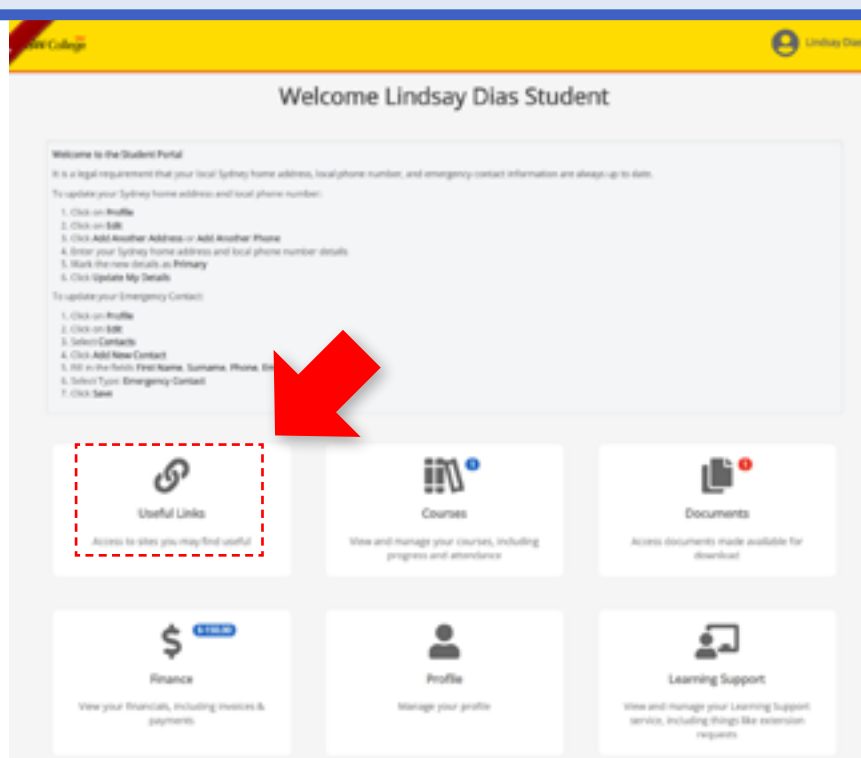 College
Lindsay Dias
Welcome Lindsay Dias Student
Welcome to the Student Portal
It is a legal requirement that your local Sydney home address, local phone number, and emergency contact information are always up to date.
To update your Sydney home address and local phone number:
1. Click on Profile
2. Click on Edit
3. Click Add Another Address or Add Another Phone
4. Enter your Sydney home address and local phone number details
5. Mark the new details as Primary
6. Click Update My Details
To update your Emergency Contact:
1. Click on Profile
2. Click on Edit
3. Select Contacts
4. Click Add New Contact
5. Fill in the fields First Name, Surname, Phone,
6. Select Type: Emergency Contact
7. Click Save
Useful Links
Access to sites you may find useful
Courses
View and manage your courses, including
progress and attendance
Documents
Access documents made available for
download
Finance
View your financials, including invoices &
payments
Profile
Manage your profile
Learning Support
View and manage your Learning Support
service, including things like extension
requests